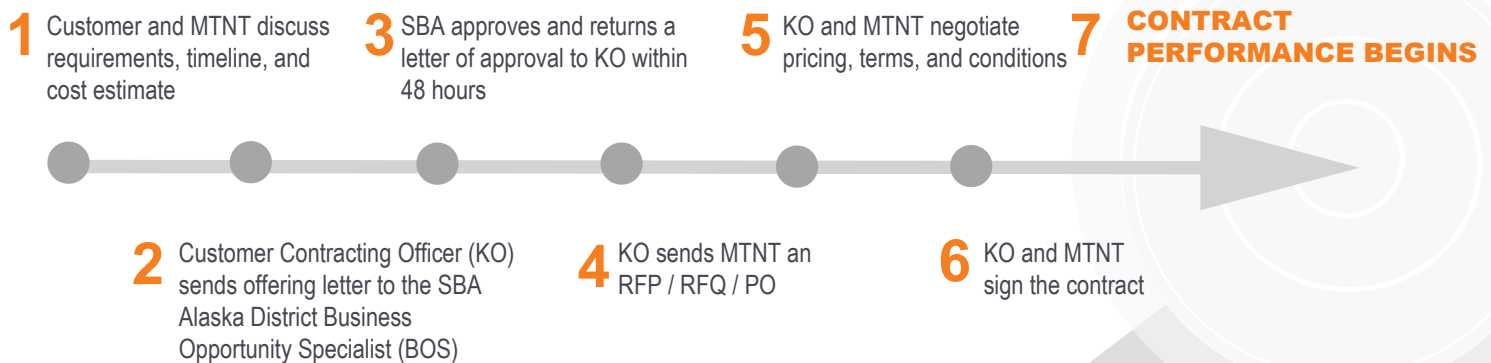 1 Customer and MTNT discuss
requirements, timeline, and
cost estimate
2 Customer Contracting Officer (KO)
sends offering letter to the SBA
Alaska District Business
Opportunity Specialist (BOS)
3 SBA approves and returns a
letter of approval to KO within
48 hours
4 KO sends MTNT an
RFP / RFQ / PO
5 KO and MTNT negotiate
pricing, terms, and conditions
6 KO and MTNT
sign the contract
7 CONTRACT
PERFORMANCE BEGINS